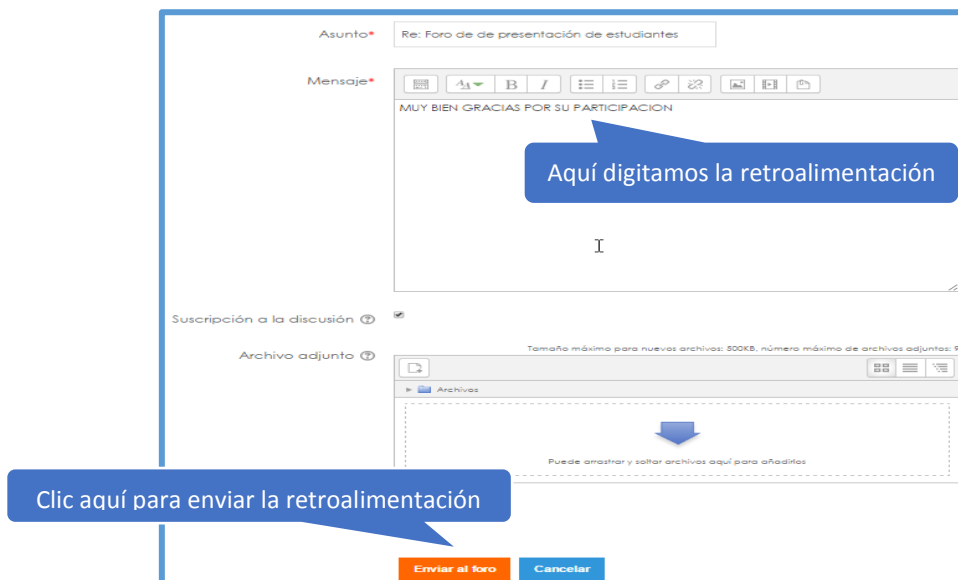 Asunto* Re: Foro de de presentación de estudiantes
Mensaje*
B I
MUY BIEN GRACIAS POR SU PARTICIPACION
Aquí digitamos la retroalimentación
Suscripción a la discusión
Tamaño máximo para nuevos archivos: 500KB, número máximo de archivos adjuntos: 9
Archivo adjunto
Archivos
Puede arrastrar y soltar archivos aquí para añadirlos
Clic aquí para enviar la retroalimentación
Enviar al foro Cancelar